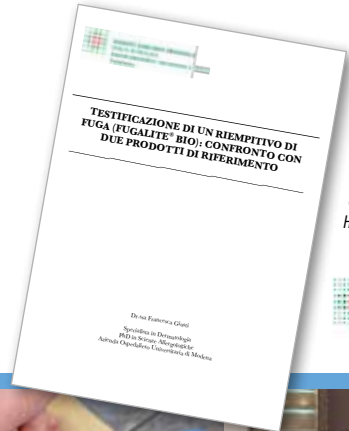 TESTIFICAZIONE DI UN RIEMPITIVO DI
FUGA (FUGALITE® BIO): CONFRONTO CON
DUE PRODOTTI DI RIFERIMENTO
Dr.ssa Francesca Giusti
Specialista in Dermatologia
PhD in Scienze Allergologiche
Azienda Ospedaliero Universitaria di Modena
H